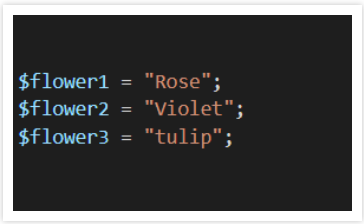 $flower1 = "Rose";
$flower2 = "Violet";
$flower3 = "tulip";